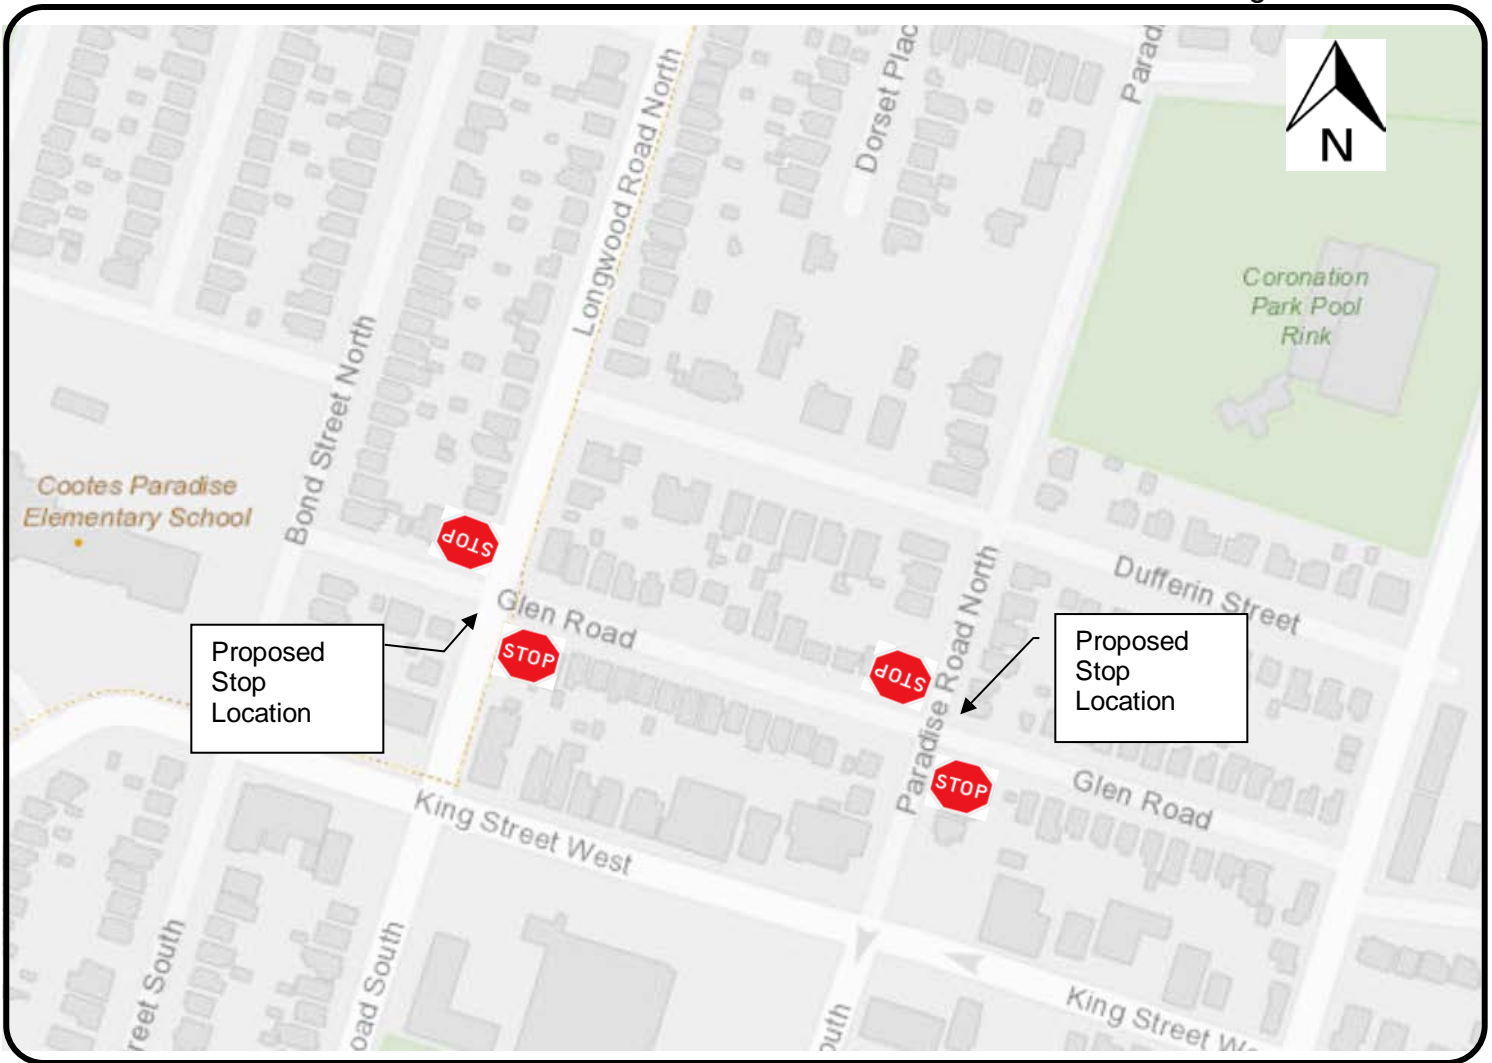 Dorset Plac
Parad
Longwood Road North
N
Coronation
Park Pool
Rink
Bond Street North
Cootes Paradise
Elementary School
STOP
Glen Road
STOP
Dufferin Street
Paradise Road North
STOP
STOP
Proposed
Stop
Location
Proposed
Stop
Location
Glen Road
King Street West
reet South
oad South
outh
King Street We